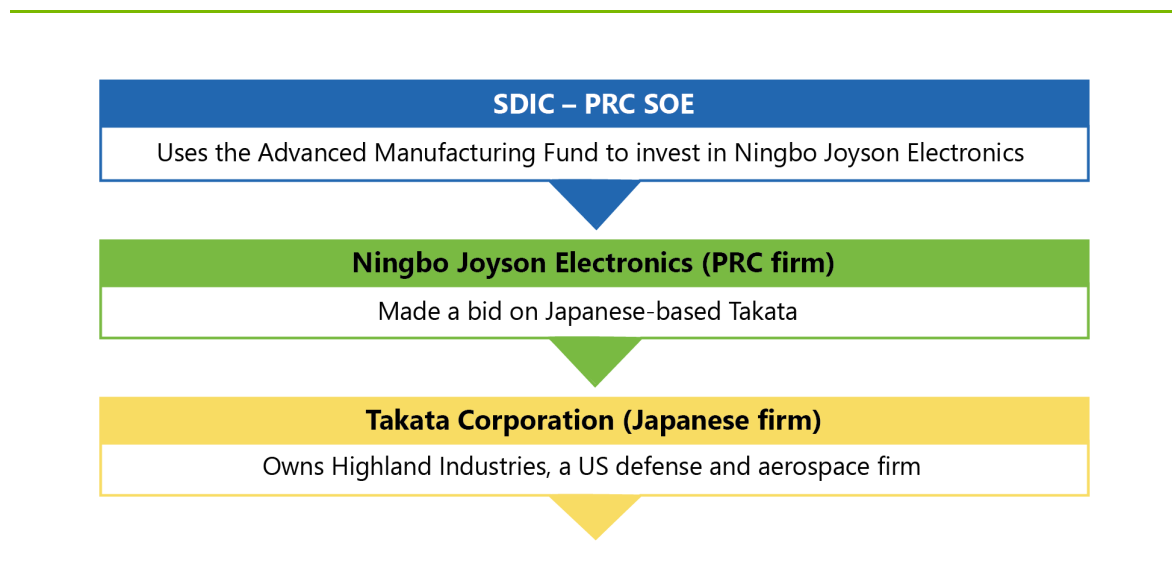 SDIC – PRC SOE
Uses the Advanced Manufacturing Fund to invest in Ningbo Joyson Electronics
Ningbo Joyson Electronics (PRC firm)
Made a bid on Japanese-based Takata
Takata Corporation (Japanese firm)
Owns Highland Industries, a US defense and aerospace firm